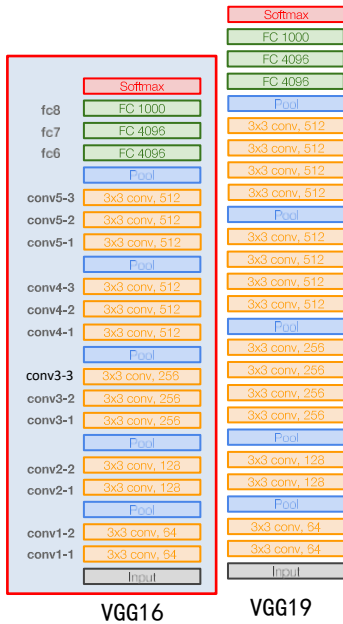 Softmax
fc8 FC 1000
fc7 FC 4096
fc6 FC 4096
Pool
conv5-3 3x3 conv, 512
conv5-2 3x3 conv, 512
conv5-1 3x3 conv, 512
Pool
conv4-3 3x3 conv, 512
conv4-2 3x3 conv, 512
conv4-1 3x3 conv, 512
Pool
conv3-3 3x3 conv, 256
conv3-2 3x3 conv, 256
conv3-1 3x3 conv, 256
Pool
conv2-2 3x3 conv, 128
conv2-1 3x3 conv, 128
Pool
conv1-2 3x3 conv, 64
conv1-1 3x3 conv, 64
Input
VGG16
Softmax
FC 1000
FC 4096
FC 4096
Pool
3x3 conv, 512
3x3 conv, 512
3x3 conv, 512
3x3 conv, 512
Pool
3x3 conv, 512
3x3 conv, 512
3x3 conv, 512
3x3 conv, 512
Pool
3x3 conv, 256
3x3 conv, 256
3x3 conv, 256
3x3 conv, 256
Pool
3x3 conv, 128
3x3 conv, 128
Pool
3x3 conv, 64
3x3 conv, 64
Input
VGG19